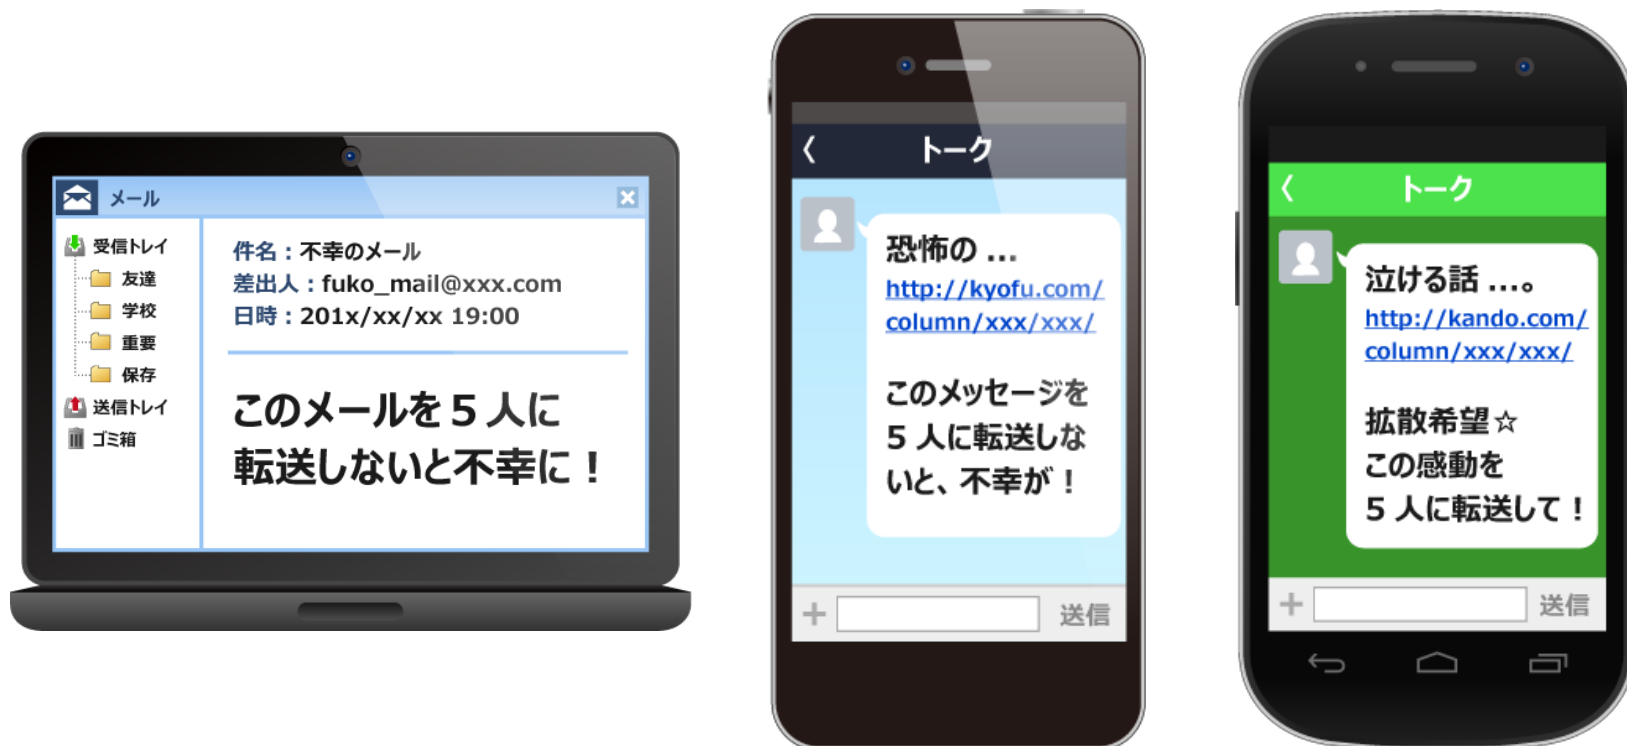 メール
受信トレイ
友達
学校
重要
保存
送信トレイ
ゴミ箱
件名：不幸のメール
差出人：fuko_mail@xxx.com
日時：201x/xx/xx 19:00
このメールを５人に
転送しないと不幸に！
トーク
恐怖の …
http://kyofu.com/
column/xxx/xxx/
このメッセージを
５人に転送しな
いと、不幸が！
送信
トーク
泣ける話 …。
http://kando.com/
column/xxx/xxx/
拡散希望☆
この感動を
５人に転送して！
送信